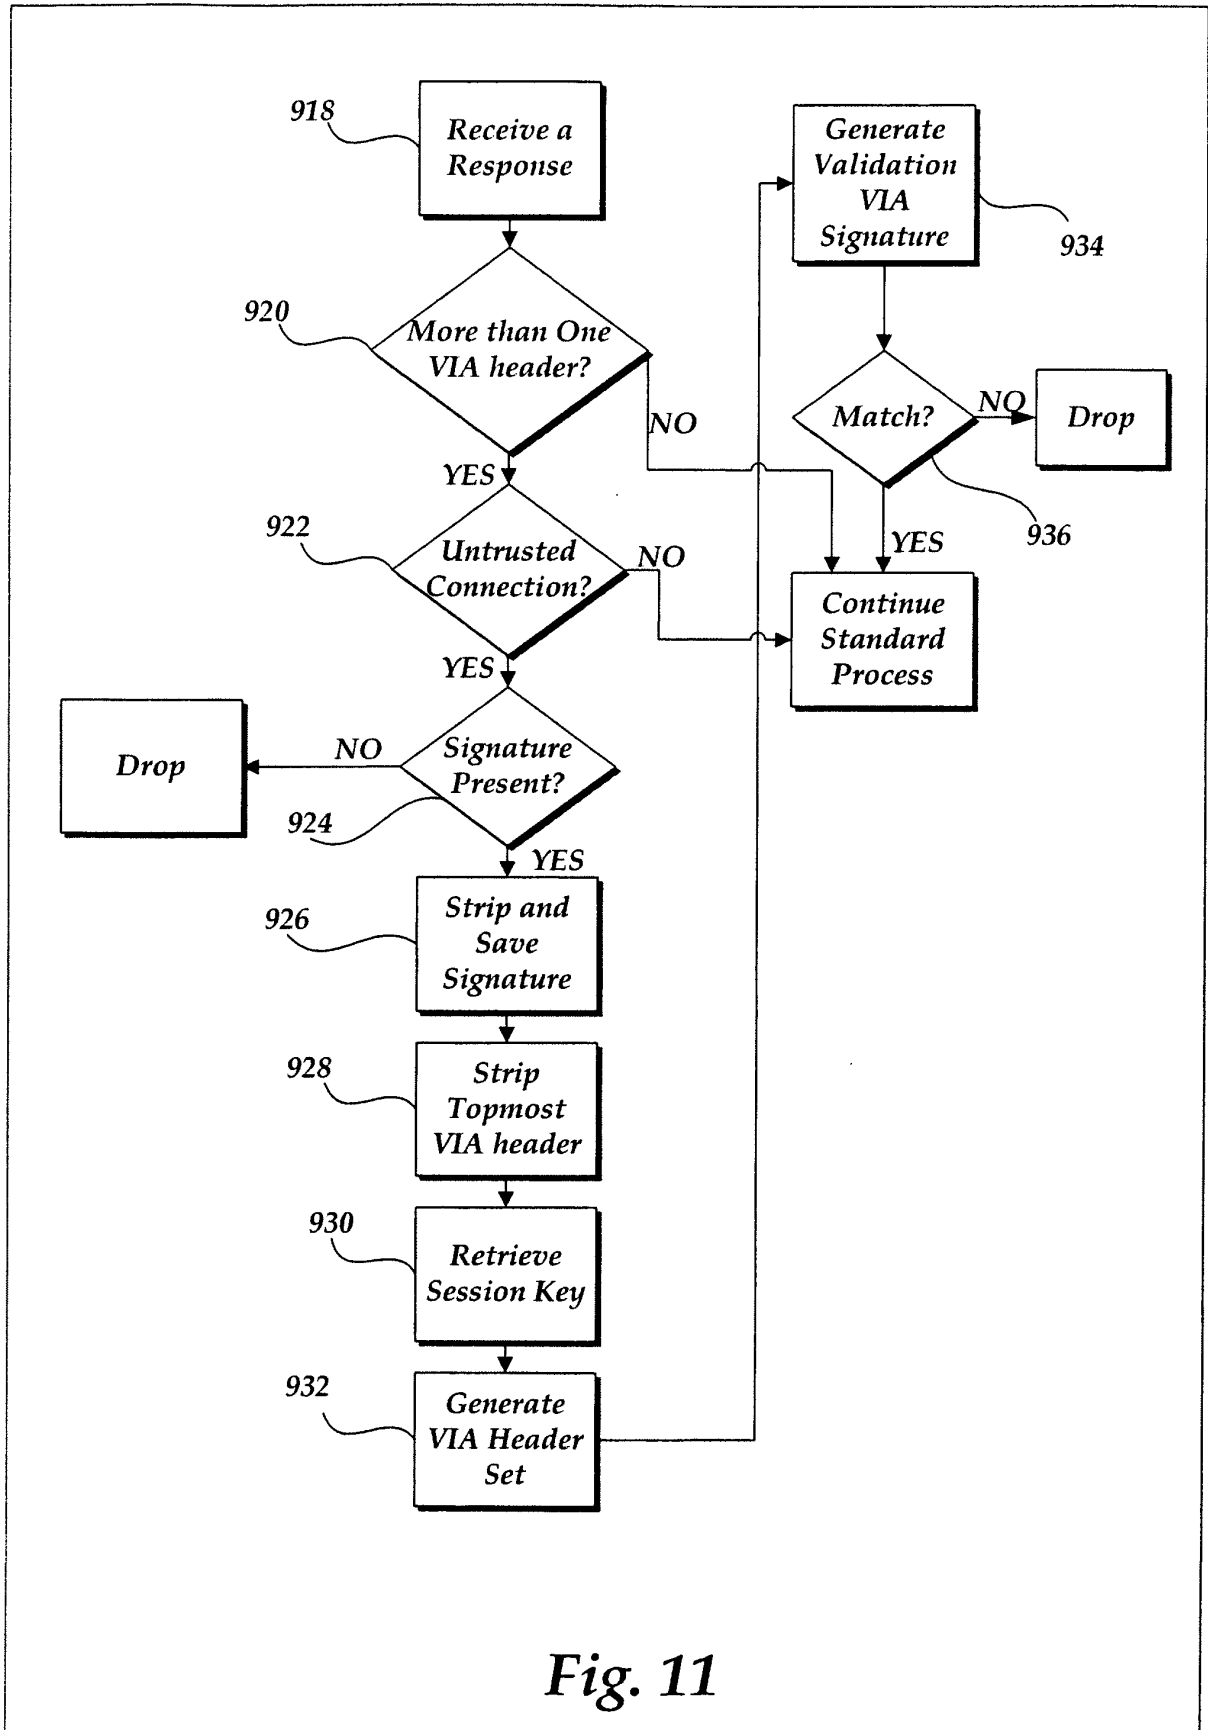 918
Receive a
Response
920
More than One
VIA header?
NO
YES
922
Untrusted
Connection?
NO
YES
Drop
NO
Signature
Present?
924
YES
926
Strip and
Save
Signature
928
Strip
Topmost
VIA header
930
Retrieve
Session Key
932
Generate
VIA Header
Set
Generate
Validation
VIA
Signature
934
Match?
NO
Drop
936
YES
Continue
Standard
Process
Fig. 11